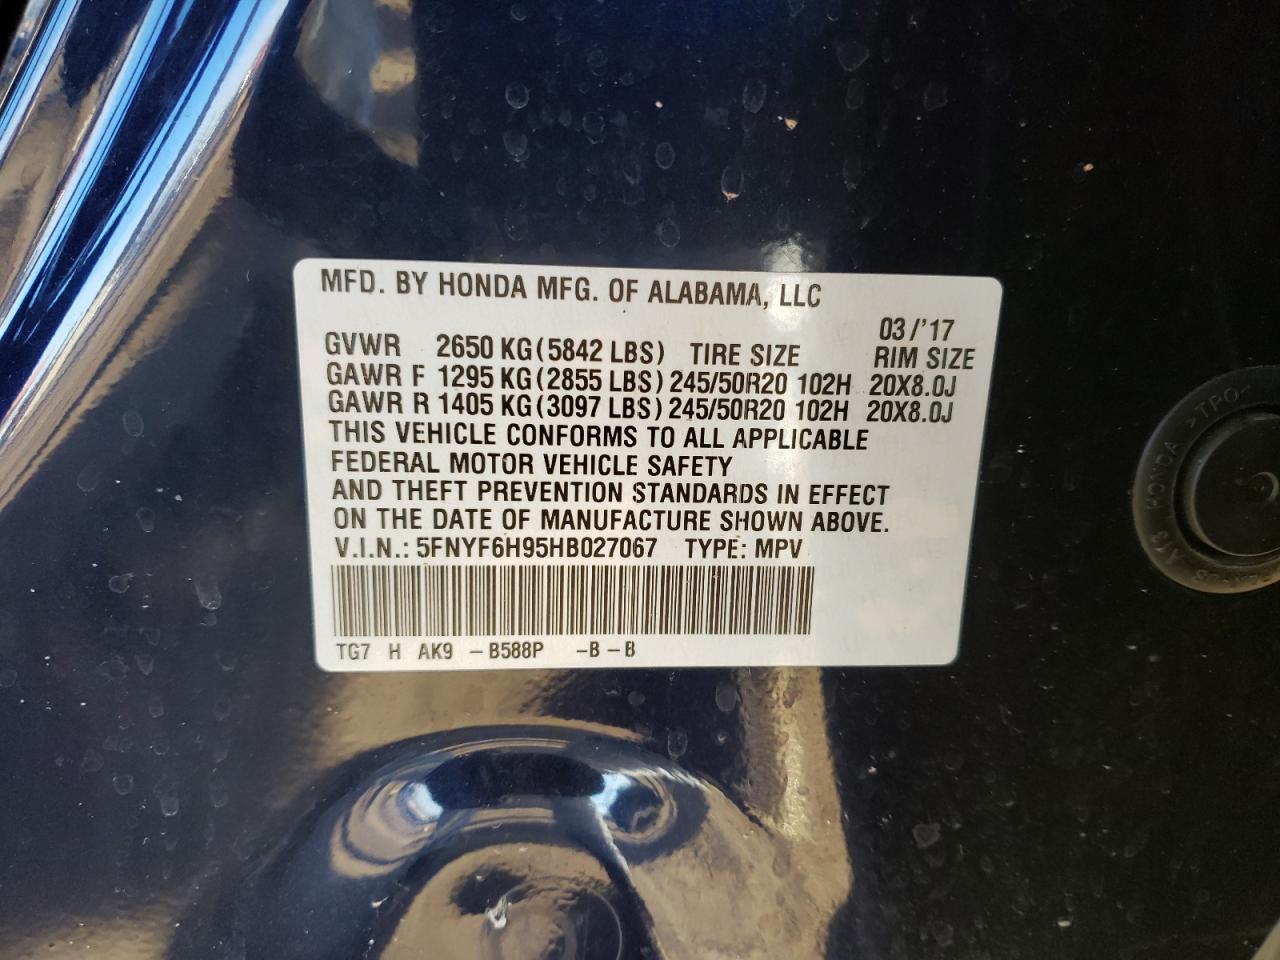 MFD. BY HONDA MFG. OF ALABAMA, LLC
03/'17
GVWR 2650 KG(5842 LBS) TIRE SIZE RIM SIZE
GAWR F 1295 KG(2855 LBS) 245/50R20 102H 20X8.0J
GAWR R 1405 KG(3097 LBS) 245/50R20 102H 20X8.0J
THIS VEHICLE CONFORMS TO ALL APPLICABLE
FEDERAL MOTOR VEHICLE SAFETY
AND THEFT PREVENTION STANDARDS IN EFFECT
ON THE DATE OF MANUFACTURE SHOWN ABOVE.
V.I.N.: 5FNYF6H95HB027067 TYPE: MPV
TG7 H AK9 -B588P -B-B
HONDA >TPO<